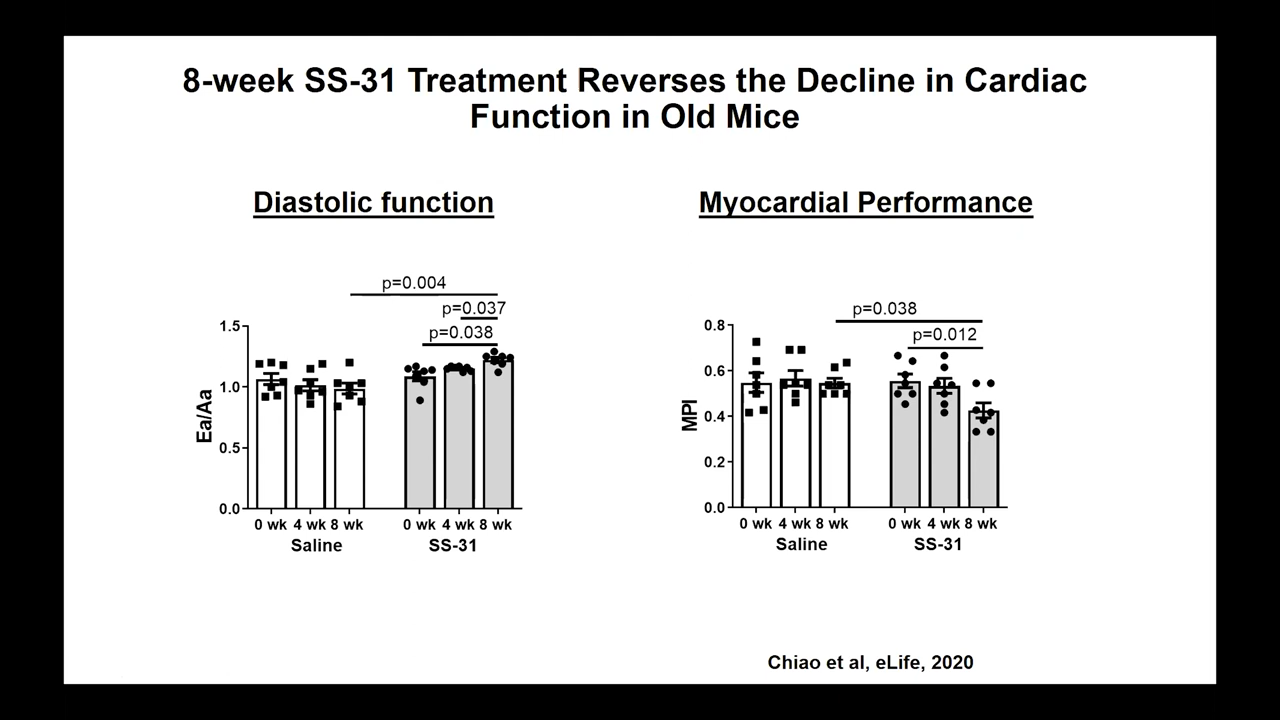 8-week SS-31 Treatment Reverses the Decline in Cardiac
Function in Old Mice
Diastolic function
p=0.004
p=0.037
p=0.038
1.5
1.0
0.5
0.0
Ea/Aa
0 wk 4 wk 8 wk 0 wk 4 wk 8 wk
Saline SS-31
Myocardial Performance
p=0.038
p=0.012
0.8
0.6
0.4
0.2
0.0
MPI
0 wk 4 wk 8 wk 0 wk 4 wk 8 wk
Saline SS-31
Chiao et al, eLife, 2020